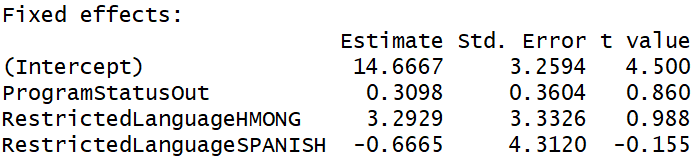 Fixed effects:
Estimate Std. Error t value
(Intercept) 14.6667 3.2594 4.500
ProgramStatusOut 0.3098 0.3604 0.860
RestrictedLanguageHMONG 3.2929 3.3326 0.988
RestrictedLanguageSPANISH -0.6665 4.3120 -0.155